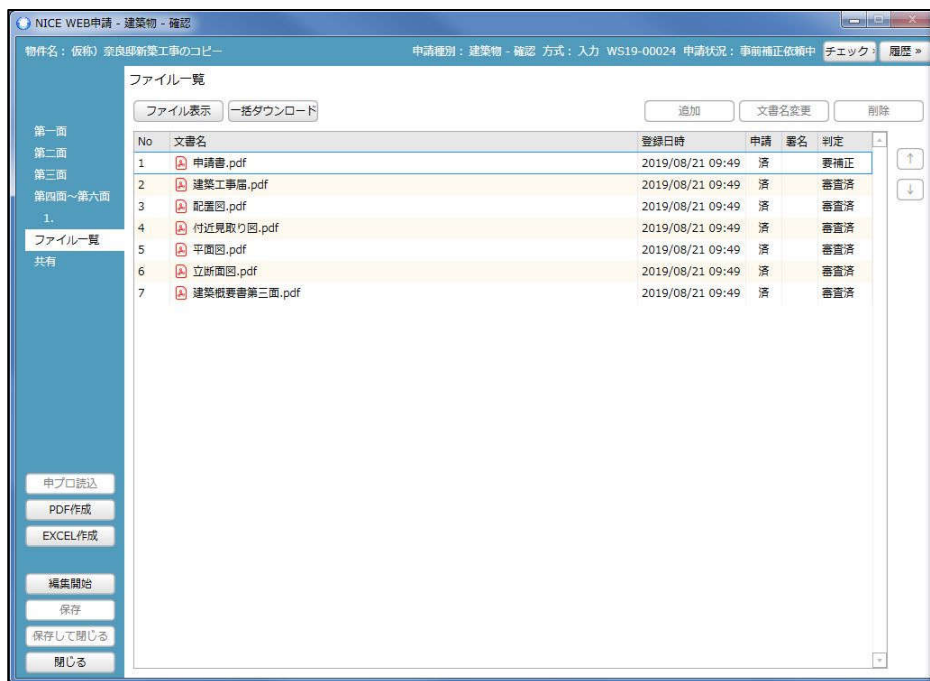 NICE WEB申請 - 建築物 - 確認
物件名： 仮称）奈良邸新築工事のコピー 申請種別： 建築物 - 確認 方式： 入力 WS19-00024 申請状況： 事前補正依頼中 チェック 履歴 »
ファイル一覧
ファイル表示 一括ダウンロード 追加 文書名変更 削除
第一面
第二面
第三面
第四面～第六面
1.
ファイル一覧
共有
No 文書名 登録日時 申請 署名 判定
1 申請書.pdf 2019/08/21 09:49 済 要補正
2 建築工事届.pdf 2019/08/21 09:49 済 審査済
3 配置図.pdf 2019/08/21 09:49 済 審査済
4 付近見取り図.pdf 2019/08/21 09:49 済 審査済
5 平面図.pdf 2019/08/21 09:49 済 審査済
6 立断面図.pdf 2019/08/21 09:49 済 審査済
7 建築概要書第三面.pdf 2019/08/21 09:49 済 審査済
↑
↓
申プロ読込
PDF作成
EXCEL作成
編集開始
保存
保存して閉じる
閉じる